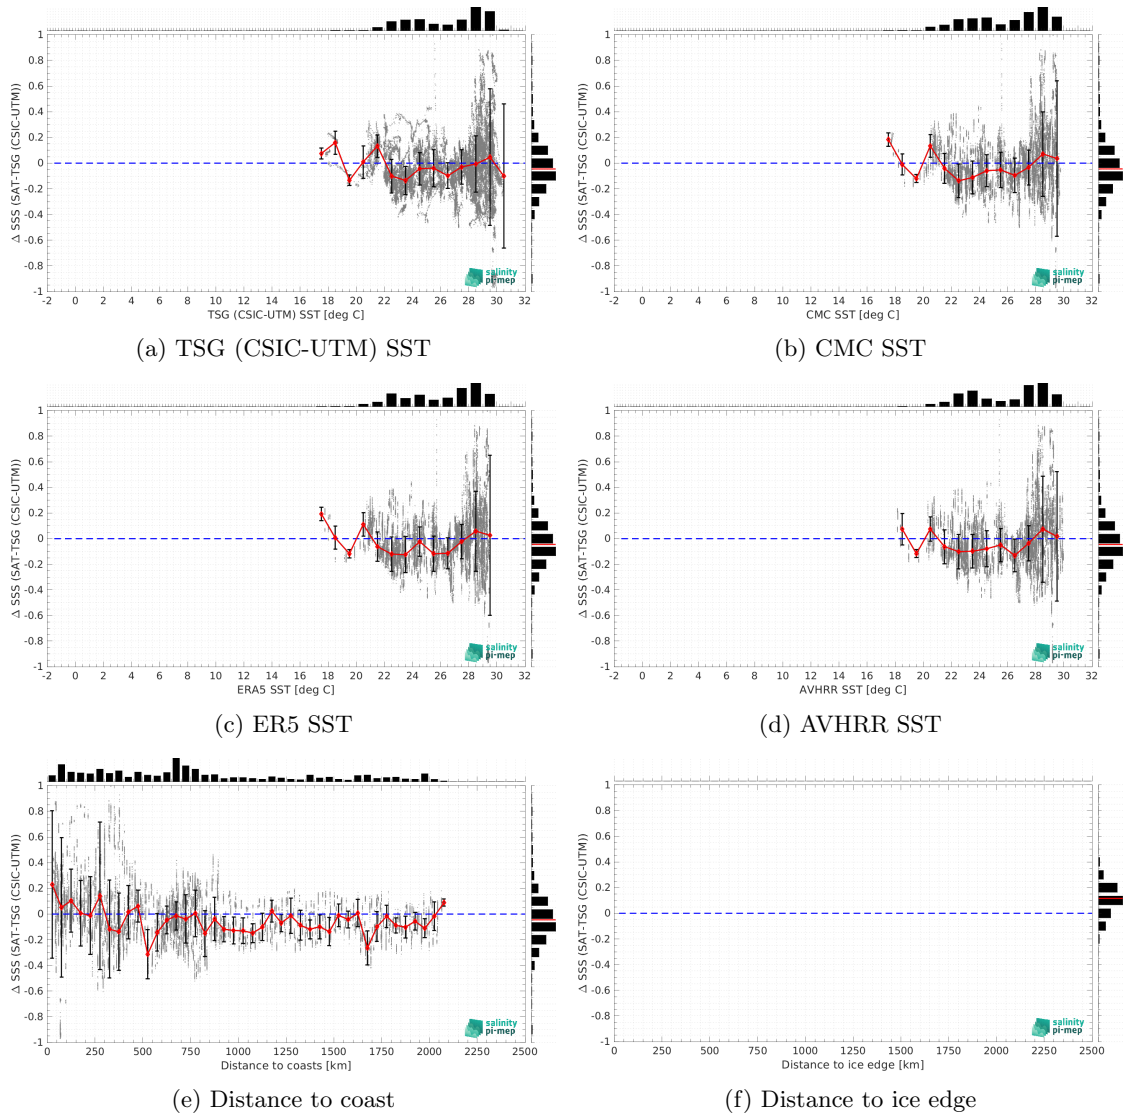 1
0.8
0.6
0.4
0.2
0
-0.2
-0.4
-0.6
-0.8
-1
Δ SSS (SAT-TSG (CSIC-UTM))
salinity
pi-mep
-2 0 2 4 6 8 10 12 14 16 18 20 22 24 26 28 30 32
TSG (CSIC-UTM) SST [deg C]
(a) TSG (CSIC-UTM) SST
1
0.8
0.6
0.4
0.2
0
-0.2
-0.4
-0.6
-0.8
-1
Δ SSS (SAT-TSG (CSIC-UTM))
salinity
pi-mep
-2 0 2 4 6 8 10 12 14 16 18 20 22 24 26 28 30 32
CMC SST [deg C]
(b) CMC SST
1
0.8
0.6
0.4
0.2
0
-0.2
-0.4
-0.6
-0.8
-1
Δ SSS (SAT-TSG (CSIC-UTM))
salinity
pi-mep
-2 0 2 4 6 8 10 12 14 16 18 20 22 24 26 28 30 32
ERA5 SST [deg C]
(c) ER5 SST
1
0.8
0.6
0.4
0.2
0
-0.2
-0.4
-0.6
-0.8
-1
Δ SSS (SAT-TSG (CSIC-UTM))
salinity
pi-mep
-2 0 2 4 6 8 10 12 14 16 18 20 22 24 26 28 30 32
AVHRR SST [deg C]
(d) AVHRR SST
1
0.8
0.6
0.4
0.2
0
-0.2
-0.4
-0.6
-0.8
-1
Δ SSS (SAT-TSG (CSIC-UTM))
salinity
pi-mep
0 250 500 750 1000 1250 1500 1750 2000 2250 2500
Distance to coasts [km]
(e) Distance to coast
1
0.8
0.6
0.4
0.2
0
-0.2
-0.4
-0.6
-0.8
-1
Δ SSS (SAT-TSG (CSIC-UTM))
salinity
pi-mep
0 250 500 750 1000 1250 1500 1750 2000 2250 2500
Distance to ice edge [km]
(f) Distance to ice edge